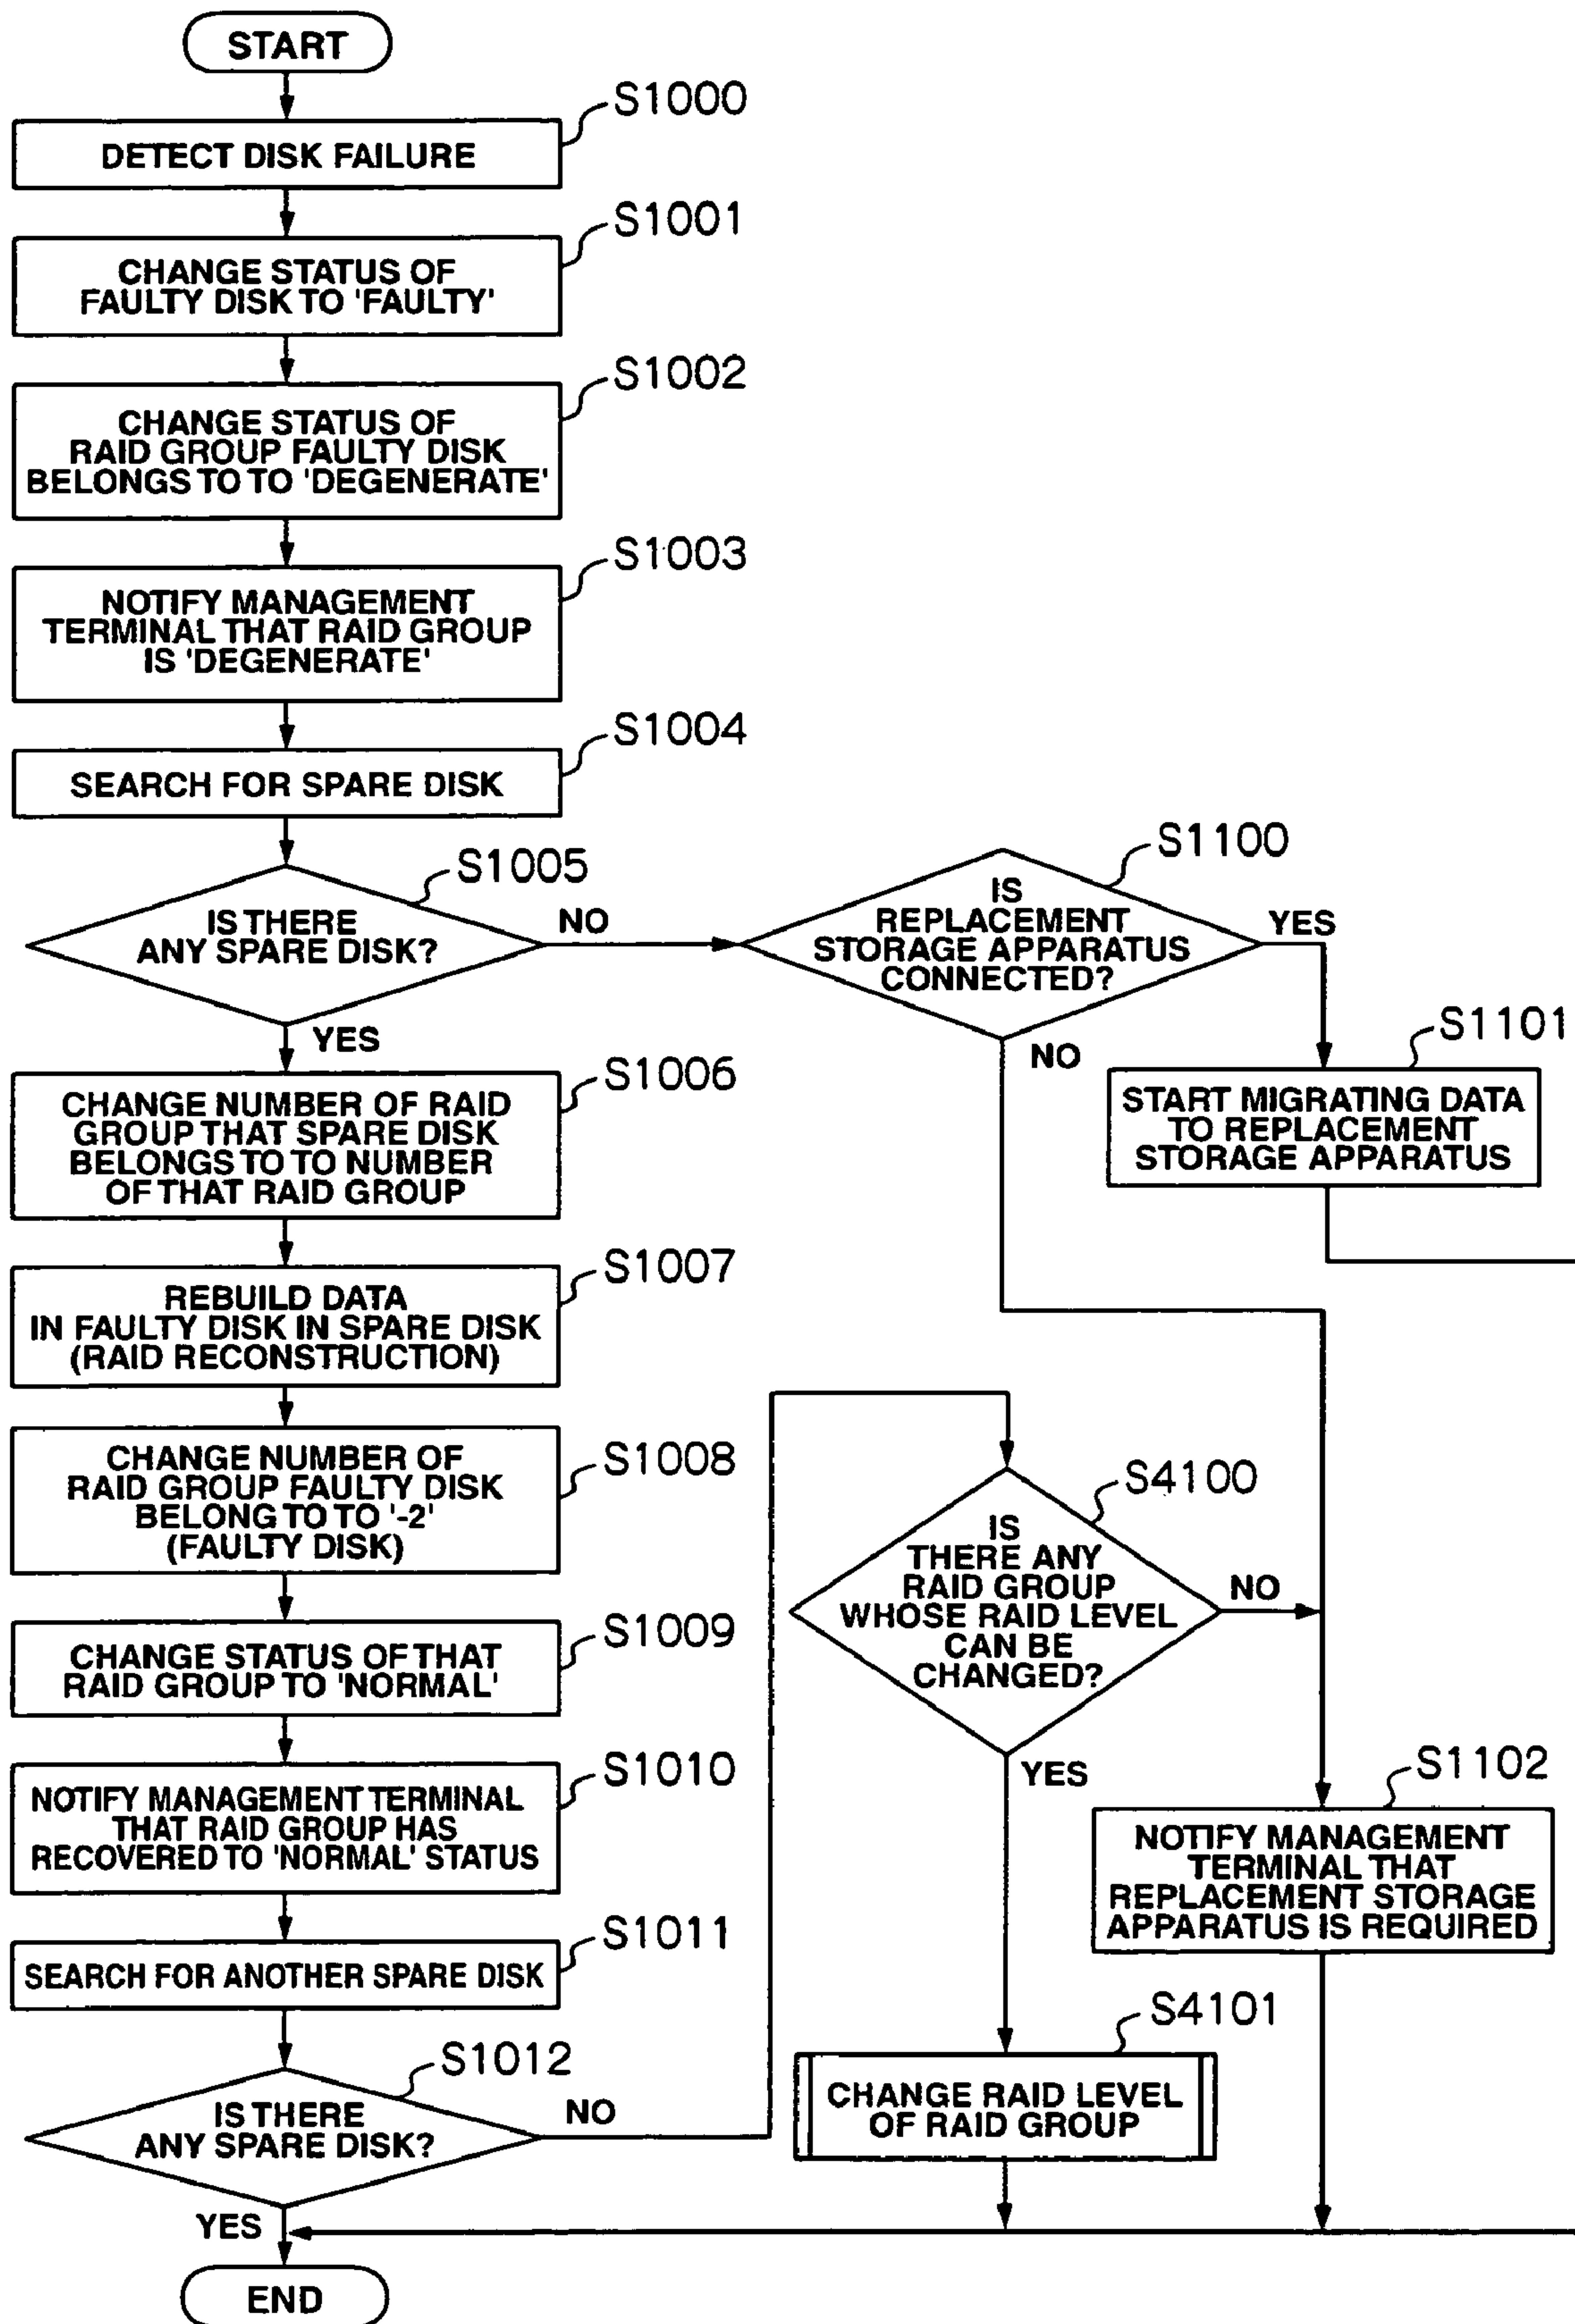 START
S1000
DETECT DISK FAILURE
S1001
CHANGE STATUS OF
FAULTY DISK TO 'FAULTY'
S1002
CHANGE STATUS OF
RAID GROUP FAULTY DISK
BELONGS TO TO 'DEGENERATE'
S1003
NOTIFY MANAGEMENT
TERMINAL THAT RAID GROUP
IS 'DEGENERATE'
S1004
SEARCH FOR SPARE DISK
S1005
IS THERE
ANY SPARE DISK?
NO
YES
S1100
IS
REPLACEMENT
STORAGE APPARATUS
CONNECTED?
YES
NO
S1101
START MIGRATING DATA
TO REPLACEMENT
STORAGE APPARATUS
S1006
CHANGE NUMBER OF RAID
GROUP THAT SPARE DISK
BELONGS TO TO NUMBER
OF THAT RAID GROUP
S1007
REBUILD DATA
IN FAULTY DISK IN SPARE DISK
(RAID RECONSTRUCTION)
S1008
CHANGE NUMBER OF
RAID GROUP FAULTY DISK
BELONG TO TO '-2'
(FAULTY DISK)
S4100
IS
THERE ANY
RAID GROUP
WHOSE RAID LEVEL
CAN BE
CHANGED?
NO
YES
S1009
CHANGE STATUS OF THAT
RAID GROUP TO 'NORMAL'
S1010
NOTIFY MANAGEMENT TERMINAL
THAT RAID GROUP HAS
RECOVERED TO 'NORMAL' STATUS
S1102
NOTIFY MANAGEMENT
TERMINAL THAT
REPLACEMENT STORAGE
APPARATUS IS REQUIRED
S1011
SEARCH FOR ANOTHER SPARE DISK
S4101
CHANGE RAID LEVEL
OF RAID GROUP
S1012
IS THERE
ANY SPARE DISK?
NO
YES
END